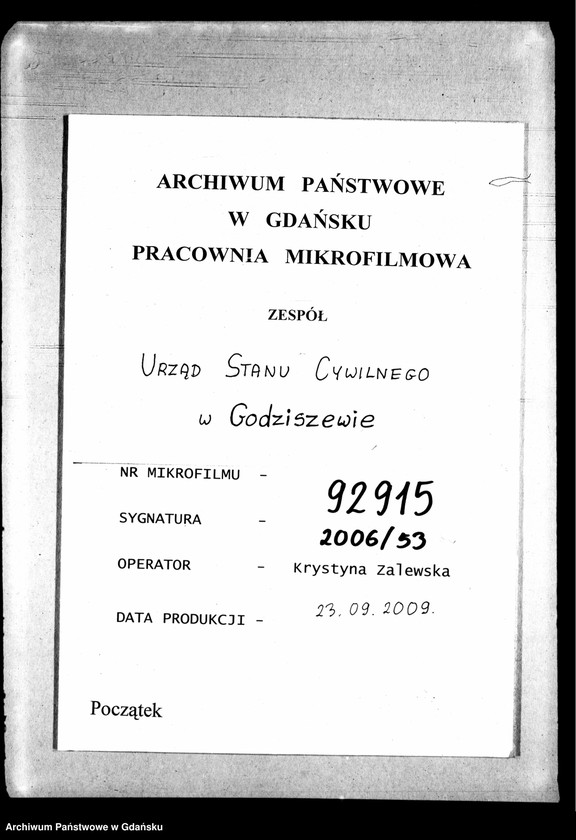 ARCHIWUM PAŃSTWOWE
W GDAŃSKU
PRACOWNIA MIKROFILMOWA
ZESPÓŁ
URZĄD STANU CYWILNEGO
w Godziszewie
NR MIKROFILMU - 92915
SYGNATURA - 2006/53
OPERATOR - Krystyna Zalewska
DATA PRODUKCJI - 23.09.2009.
Początek
Archiwum Państwowe w Gdańsku